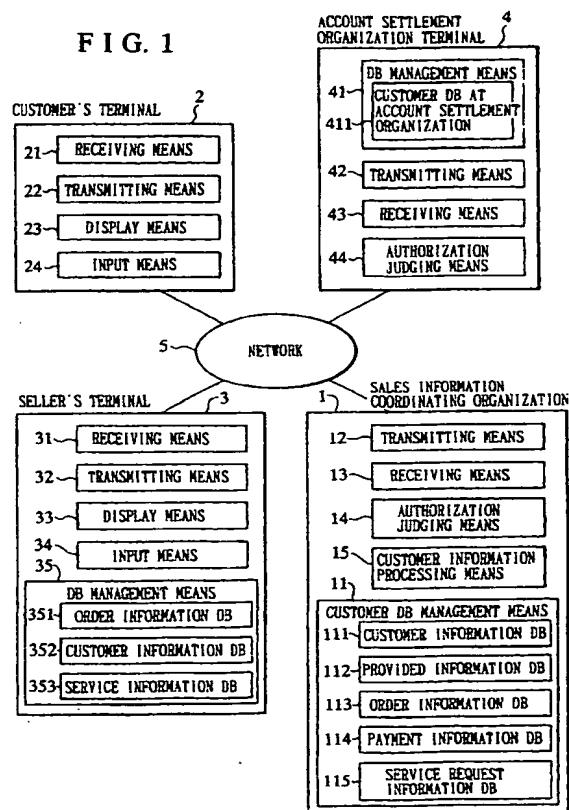 FIG. 1
ACCOUNT SETTLEMENT
ORGANIZATION TERMINAL
4
DB MANAGEMENT MEANS
41
CUSTOMER DB AT
ACCOUNT SETTLEMENT
ORGANIZATION
411
42
TRANSMITTING MEANS
43
RECEIVING MEANS
44
AUTHORIZATION
JUDGING MEANS
CUSTOMER'S TERMINAL
2
21
RECEIVING MEANS
22
TRANSMITTING MEANS
23
DISPLAY MEANS
24
INPUT MEANS
5
NETWORK
SELLER'S TERMINAL
3
31
RECEIVING MEANS
32
TRANSMITTING MEANS
33
DISPLAY MEANS
34
INPUT MEANS
35
DB MANAGEMENT MEANS
351
ORDER INFORMATION DB
352
CUSTOMER INFORMATION DB
353
SERVICE INFORMATION DB
SALES INFORMATION
COORDINATING ORGANIZATION
1
12
TRANSMITTING MEANS
13
RECEIVING MEANS
14
AUTHORIZATION
JUDGING MEANS
15
CUSTOMER INFORMATION
PROCESSING MEANS
11
CUSTOMER DB MANAGEMENT MEANS
111
CUSTOMER INFORMATION DB
112
PROVIDED INFORMATION DB
113
ORDER INFORMATION DB
114
PAYMENT INFORMATION DB
115
SERVICE REQUEST
INFORMATION DB